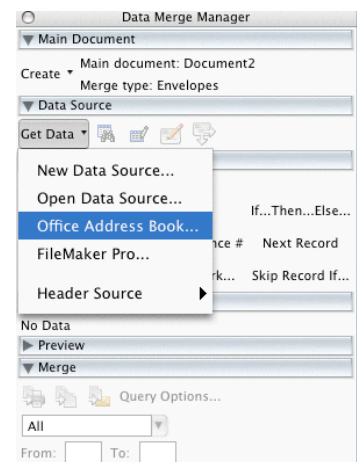 Data Merge Manager
Main Document
Create
Main document: Document2
Merge type: Envelopes
Data Source
Get Data
New Data Source...
Open Data Source...
Office Address Book...
FileMaker Pro...
Header Source
If...Then...Else...
nce # Next Record
rk... Skip Record If...
No Data
Preview
Merge
Query Options...
All
From: To: